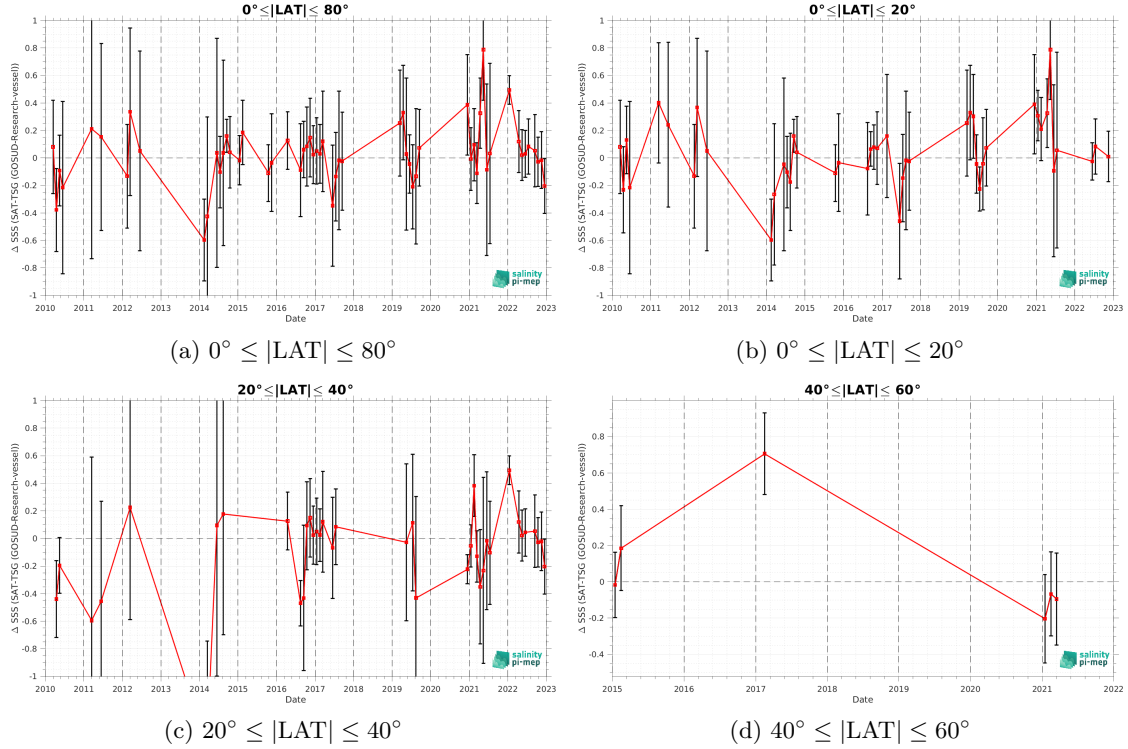 0°≤|LAT|≤ 80°
Δ SSS (SAT-TSG (GOSUD-Research-vessel))
1
0.8
0.6
0.4
0.2
0
-0.2
-0.4
-0.6
-0.8
-1
2010 2011 2012 2013 2014 2015 2016 2017 2018 2019 2020 2021 2022 2023
Date
salinity
pi-mep
(a) 0° ≤ |LAT| ≤ 80°
0°≤|LAT|≤ 20°
Δ SSS (SAT-TSG (GOSUD-Research-vessel))
1
0.8
0.6
0.4
0.2
0
-0.2
-0.4
-0.6
-0.8
-1
2010 2011 2012 2013 2014 2015 2016 2017 2018 2019 2020 2021 2022 2023
Date
salinity
pi-mep
(b) 0° ≤ |LAT| ≤ 20°
20°≤|LAT|≤ 40°
Δ SSS (SAT-TSG (GOSUD-Research-vessel))
1
0.8
0.6
0.4
0.2
0
-0.2
-0.4
-0.6
-0.8
-1
2010 2011 2012 2013 2014 2015 2016 2017 2018 2019 2020 2021 2022 2023
Date
salinity
pi-mep
(c) 20° ≤ |LAT| ≤ 40°
40°≤|LAT|≤ 60°
Δ SSS (SAT-TSG (GOSUD-Research-vessel))
0.8
0.6
0.4
0.2
0
-0.2
-0.4
2015 2016 2017 2018 2019 2020 2021 2022
Date
salinity
pi-mep
(d) 40° ≤ |LAT| ≤ 60°